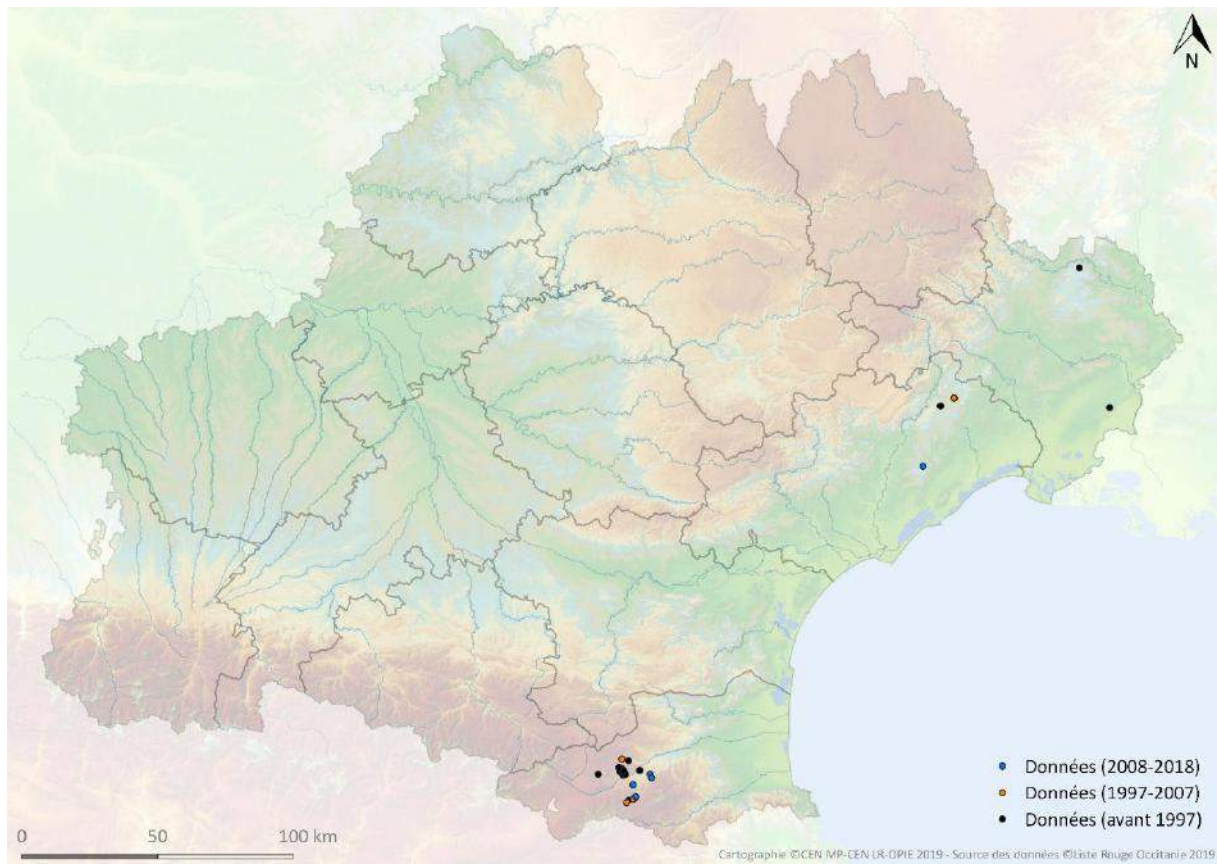 N
Données (2008-2018)
Données (1997-2007)
Données (avant 1997)
0 50 100 km
Cartographie ©CEN MP-CEN LR-OPIE 2019 - Source des données ©Liste Rouge Occitanie 2019